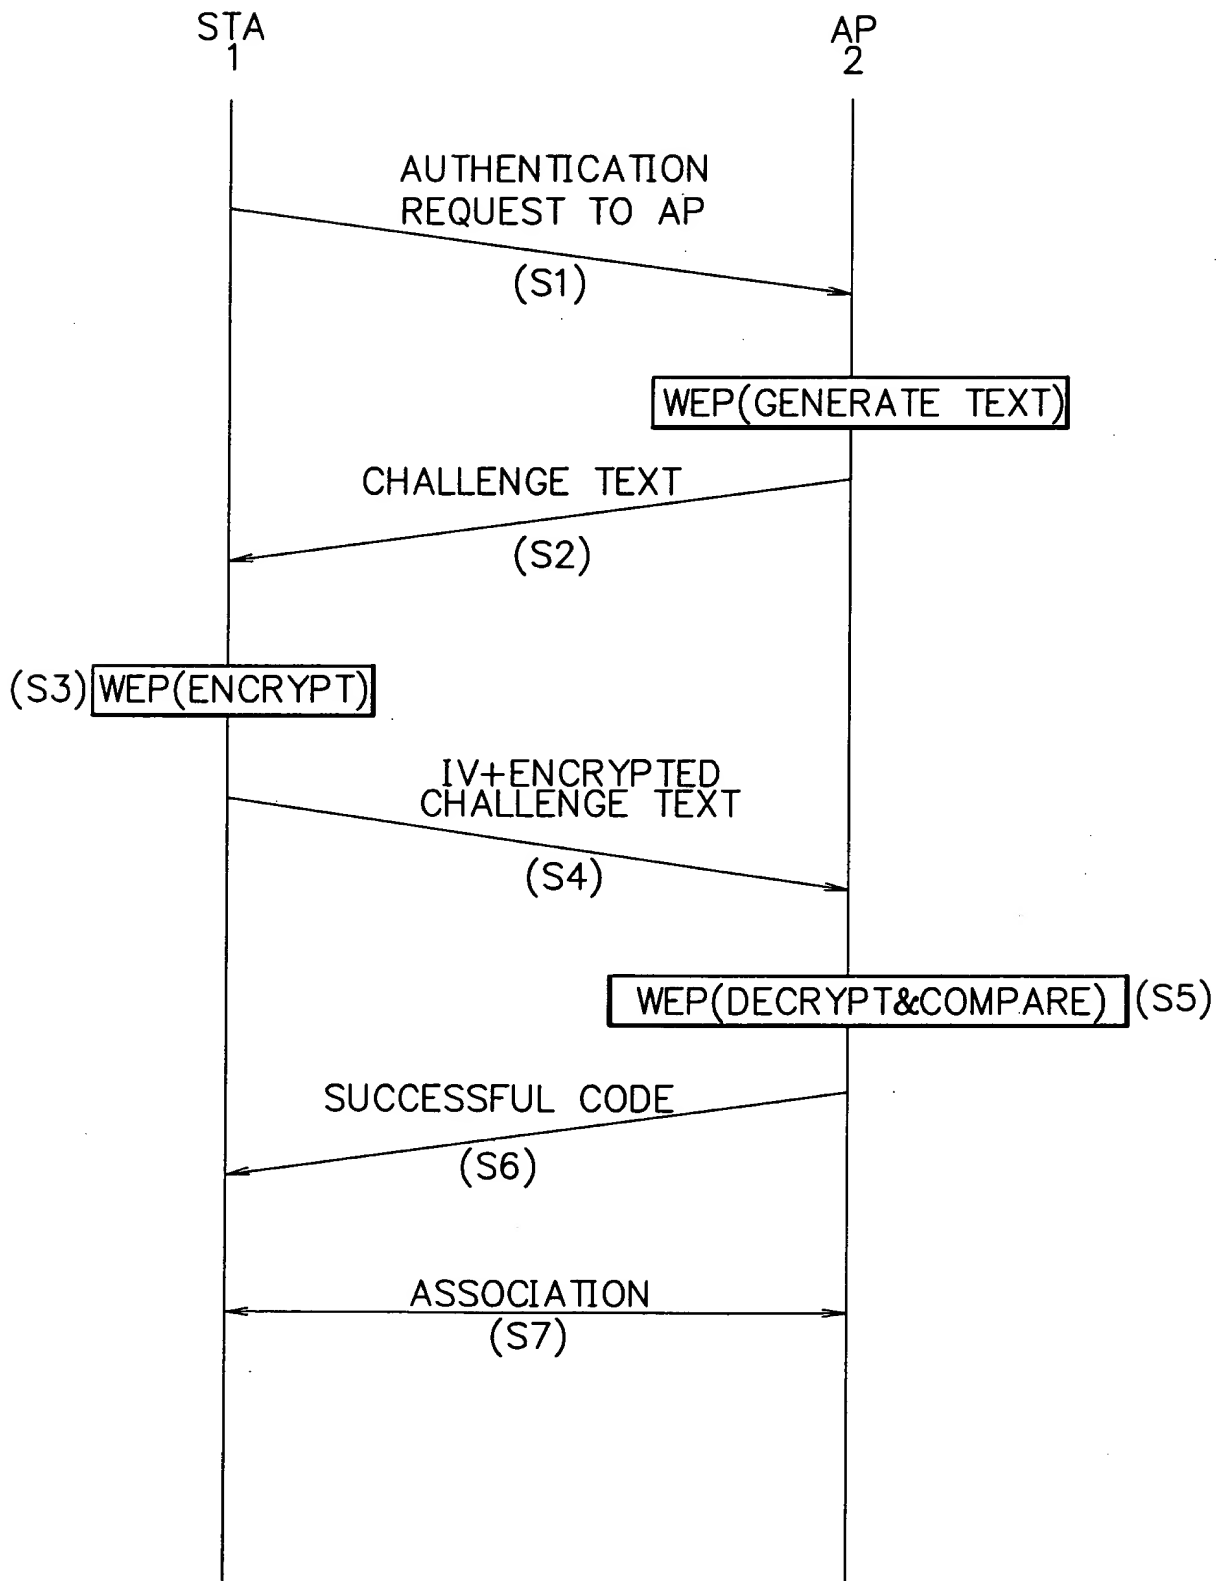 STA
1
AP
2
AUTHENTICATION
REQUEST TO AP
(S1)
WEP(GENERATE TEXT)
CHALLENGE TEXT
(S2)
(S3)
WEP(ENCRYPT)
IV+ENCRYPTED
CHALLENGE TEXT
(S4)
WEP(DECRYPT&COMPARE)
(S5)
SUCCESSFUL CODE
(S6)
ASSOCIATION
(S7)